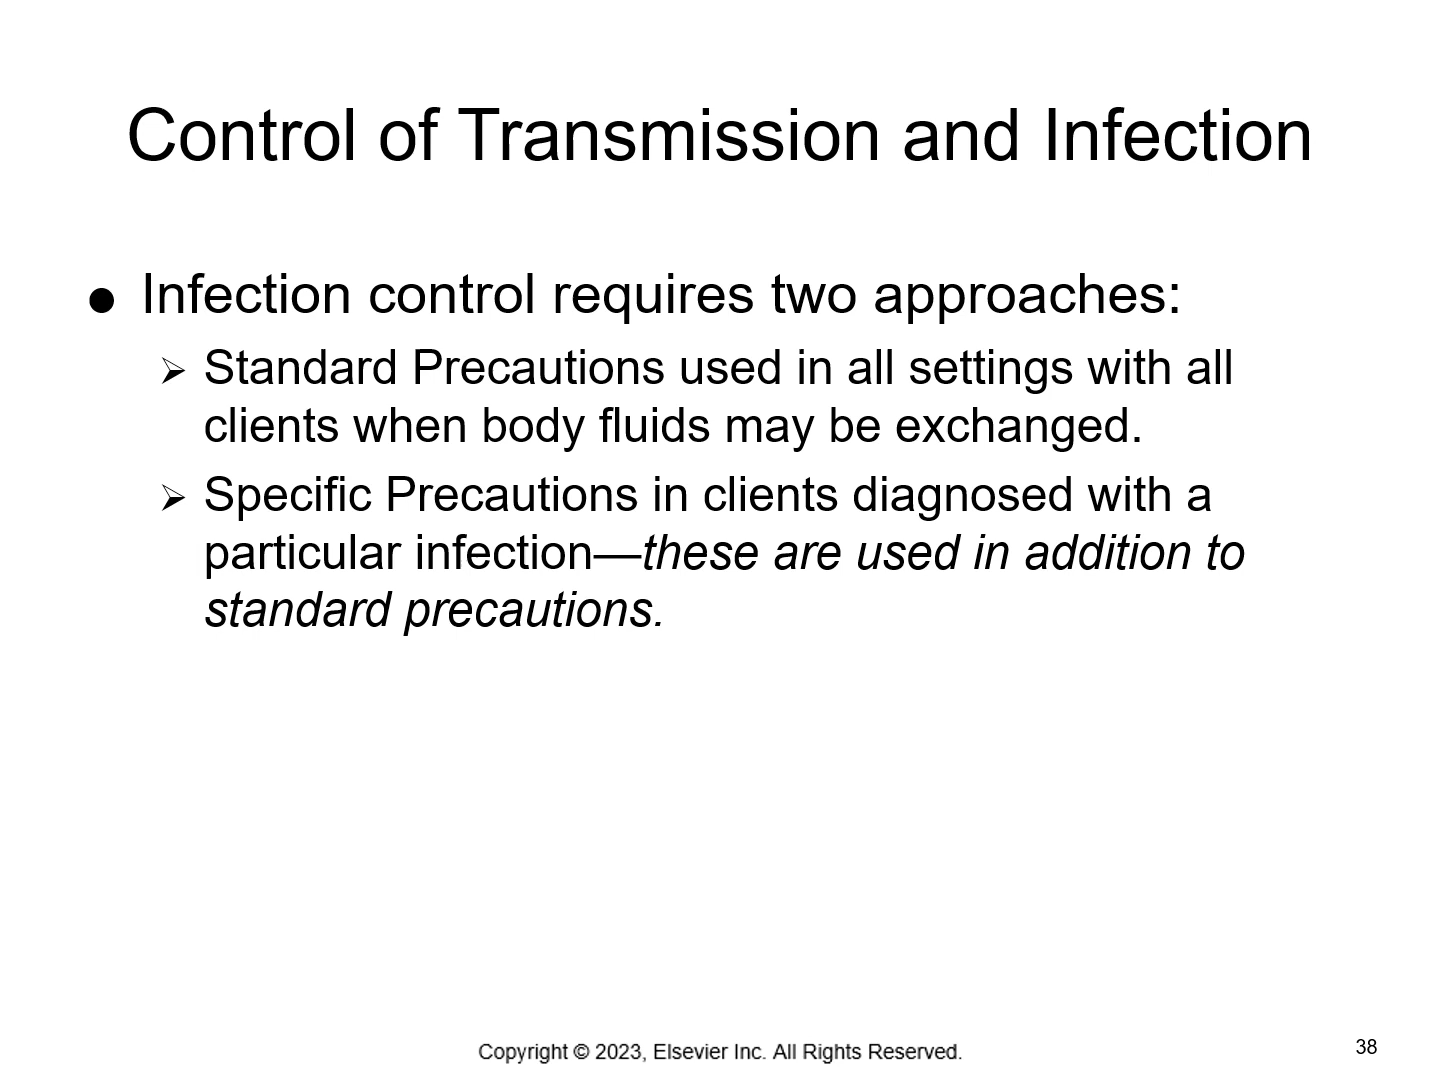 Control of Transmission and Infection
● Infection control requires two approaches:
➢ Standard Precautions used in all settings with all
clients when body fluids may be exchanged.
➢ Specific Precautions in clients diagnosed with a
particular infection—these are used in addition to
standard precautions.
Copyright © 2023, Elsevier Inc. All Rights Reserved.
38